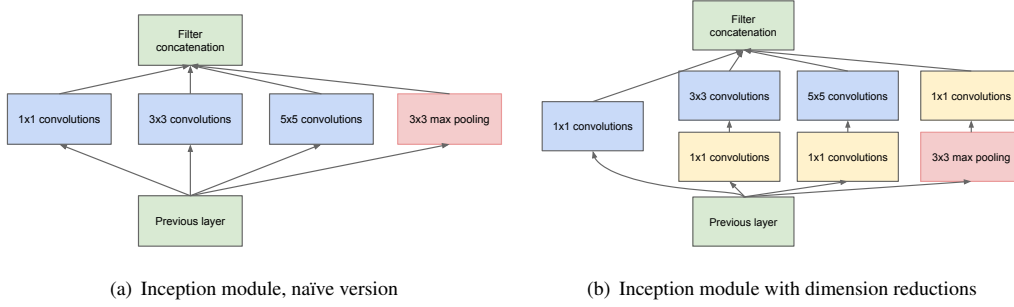 Filter
concatenation
1x1 convolutions
3x3 convolutions
5x5 convolutions
3x3 max pooling
Previous layer
(a) Inception module, naïve version
Filter
concatenation
3x3 convolutions
5x5 convolutions
1x1 convolutions
1x1 convolutions
1x1 convolutions
1x1 convolutions
3x3 max pooling
Previous layer
(b) Inception module with dimension reductions